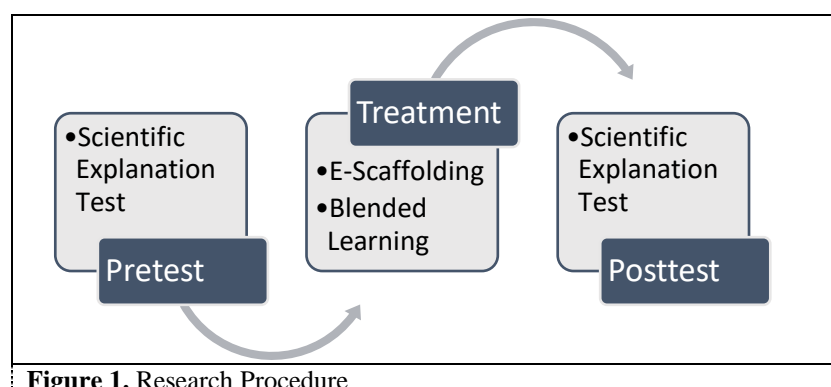 •Scientific
Explanation
Test
Pretest
Treatment
•E-Scaffolding
•Blended
Learning
•Scientific
Explanation
Test
Posttest
Figure 1. Research Procedure